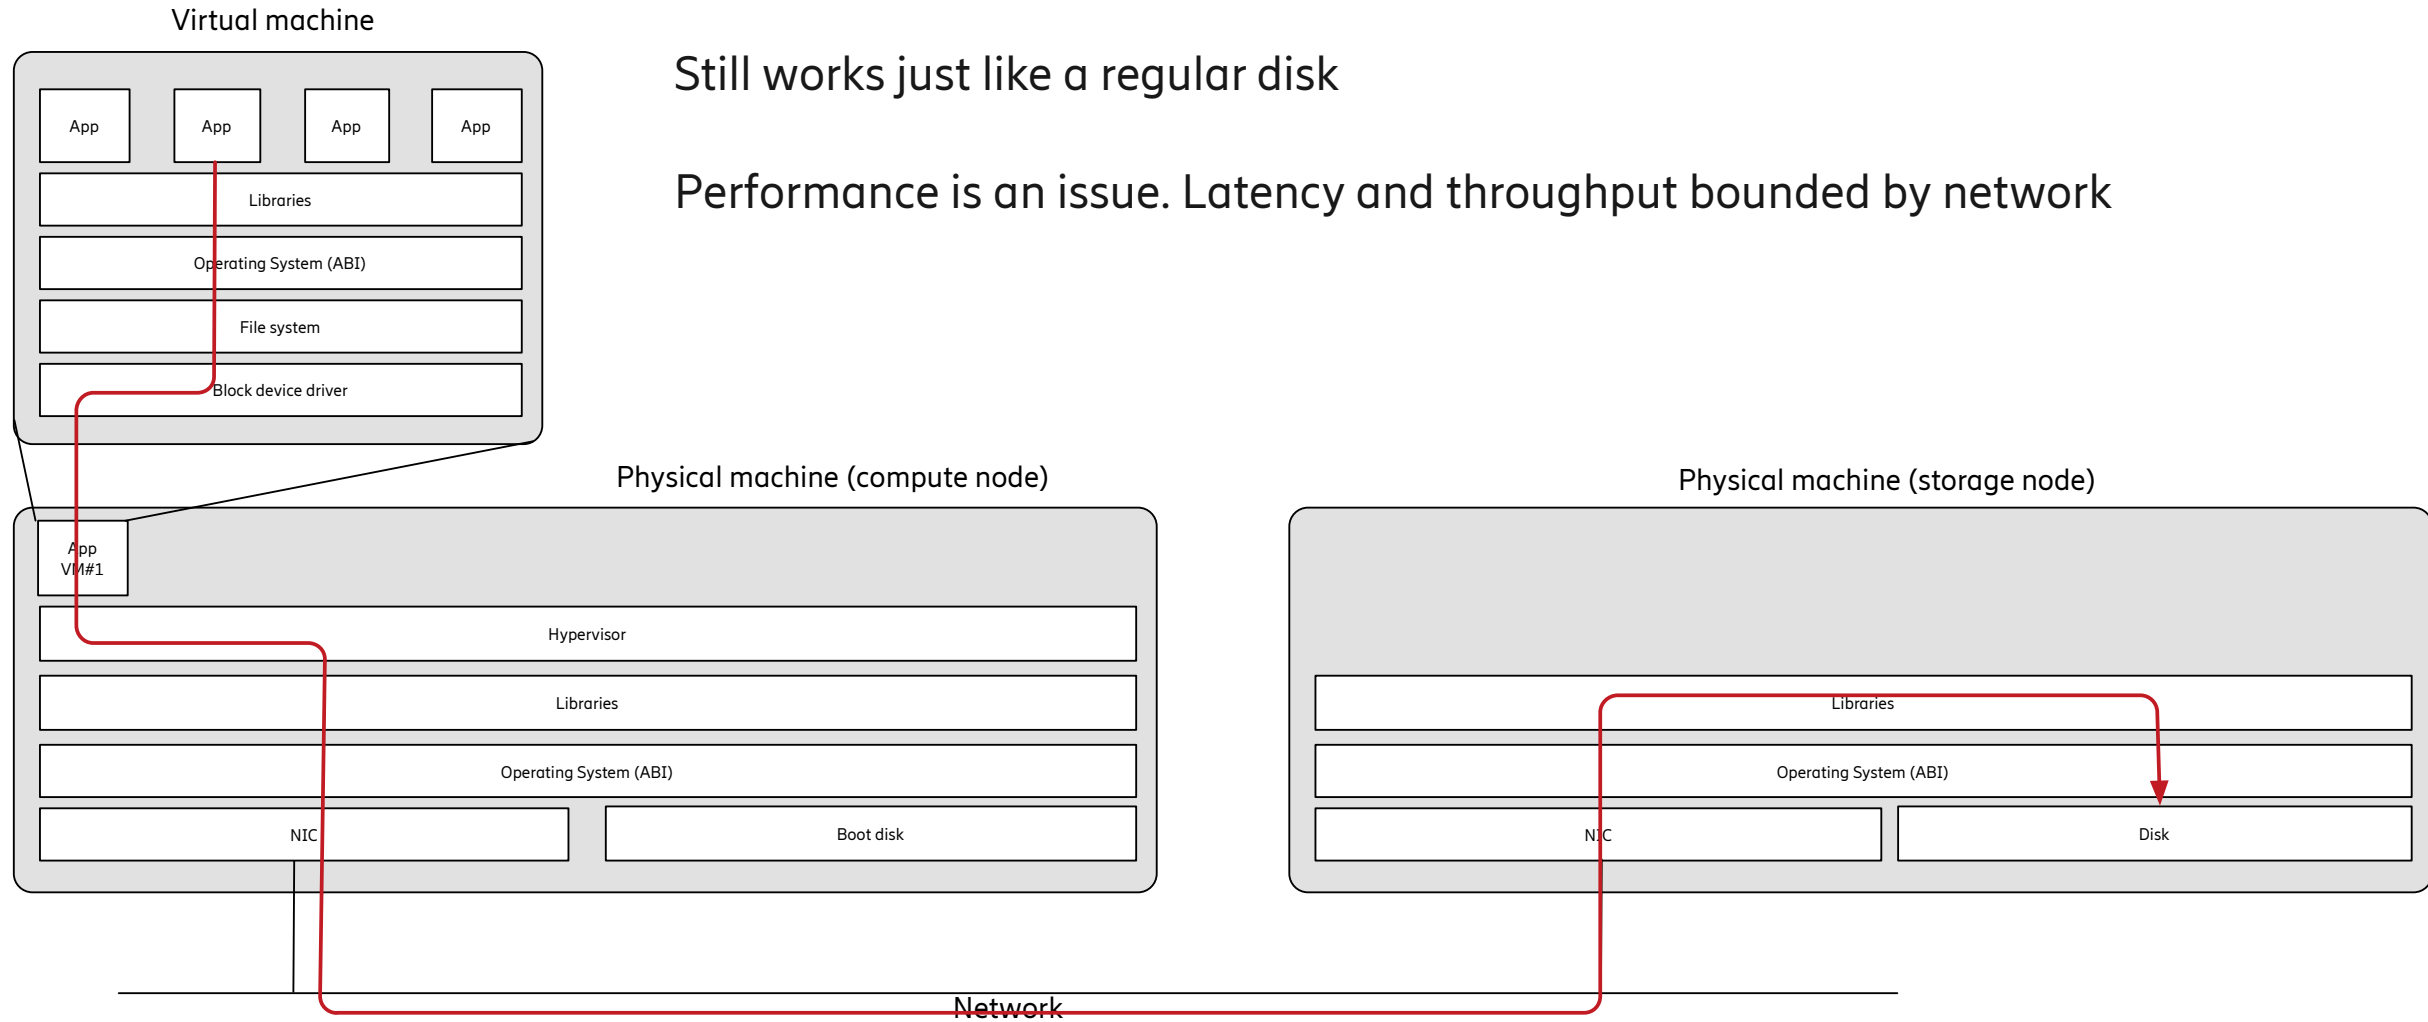 Virtual machine
Still works just like a regular disk
App App App App
Performance is an issue. Latency and throughput bounded by network
Libraries
Operating System (ABI)
File system
Block device driver
Physical machine (compute node)
App
VM#1
Hypervisor
Libraries
Operating System (ABI)
NIC Boot disk
Physical machine (storage node)
Libraries
Operating System (ABI)
NIC Disk
Network